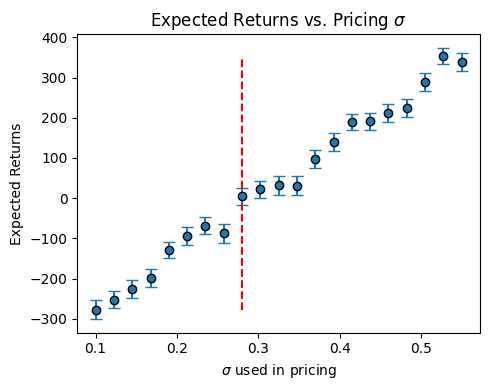 Expected Returns vs. Pricing σ
400
300
200
100
0
−100
−200
−300
Expected Returns
0.1 0.2 0.3 0.4 0.5
σ used in pricing